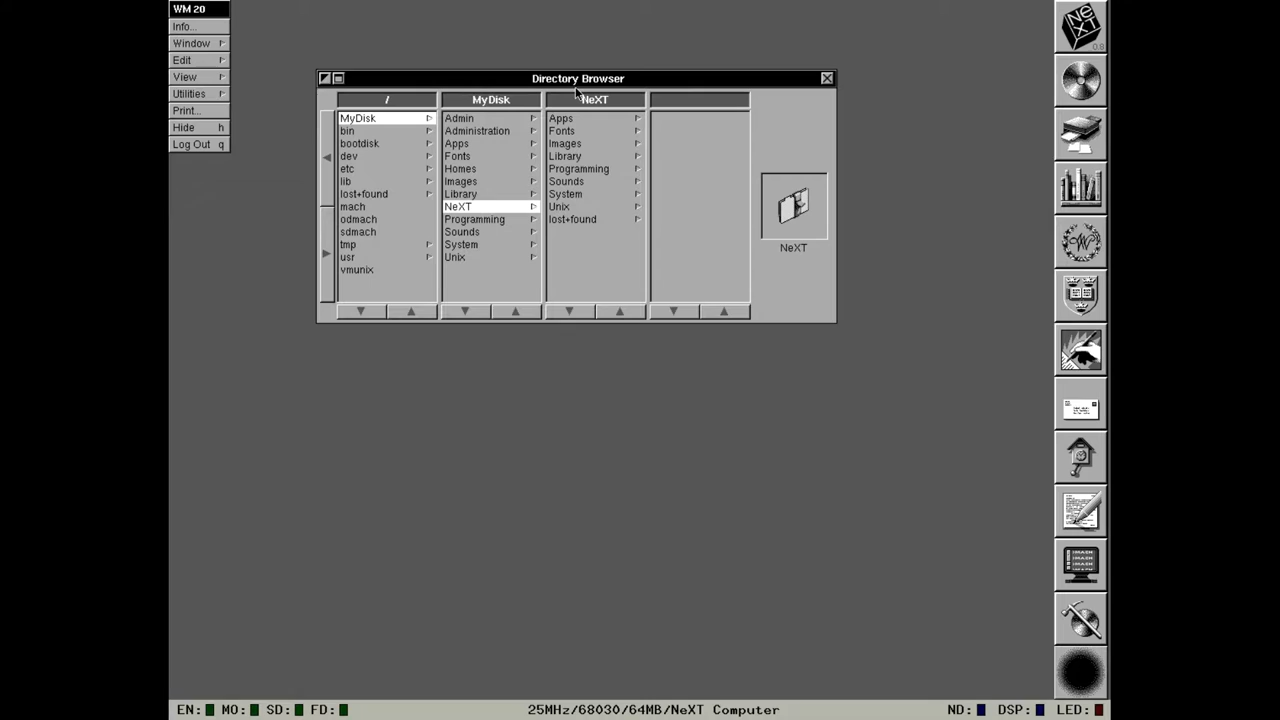 WM 20
Info...
Window
Edit
View
Utilities
Print...
Hide h
Log Out q
Directory Browser
/
MyDisk
bin
bootdisk
dev
etc
lib
lost+found
mach
odmach
sdmach
tmp
usr
vmunix
MyDisk
Admin
Administration
Apps
Fonts
Homes
Images
Library
NeXT
Programming
Sounds
System
Unix
NeXT
Apps
Fonts
Images
Library
Programming
Sounds
System
Unix
lost+found
NeXT
NeXT
0.8
EN: MO: SD: FD: 25MHz/68030/64MB/NeXT Computer ND: DSP: LED: